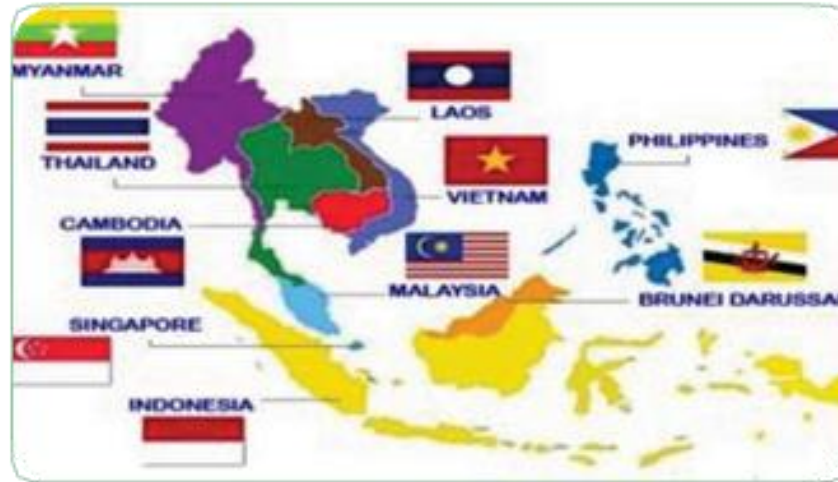 MYANMAR
LAOS
PHILIPPINES
THAILAND
VIETNAM
CAMBODIA
MALAYSIA
BRUNEI DARUSSA
SINGAPORE
INDONESIA